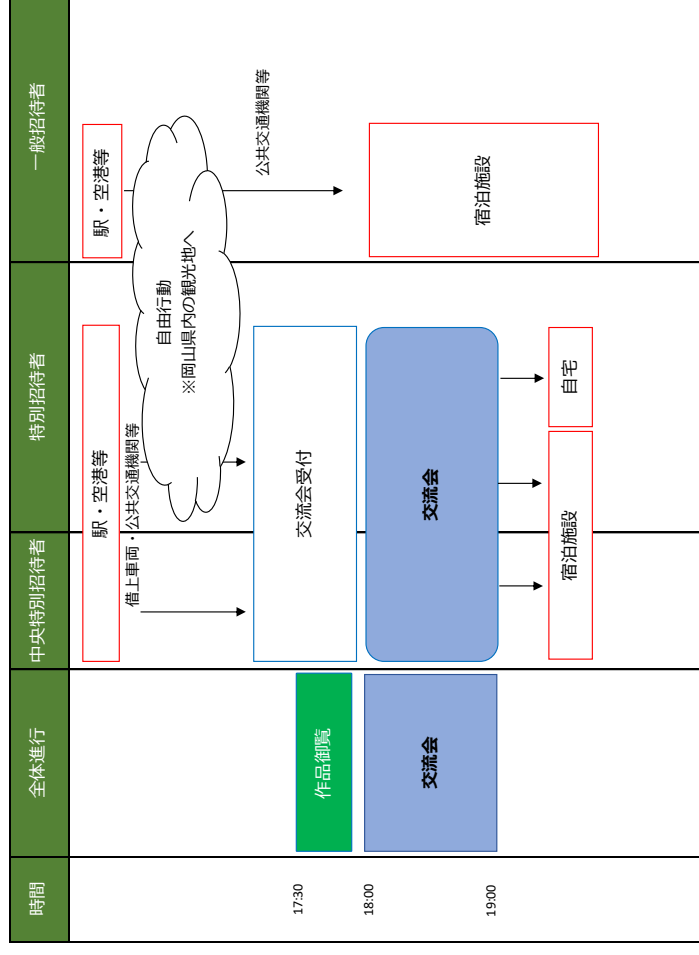 時間
全体進行
中央特別招待者
特別招待者
一般招待者
駅・空港等
駅・空港等
借上車両・公共交通機関等
自由行動
※岡山県内の観光地へ
公共交通機関等
17:30
作品御覧
交流会受付
18:00
交流会
交流会
宿泊施設
19:00
宿泊施設
自宅